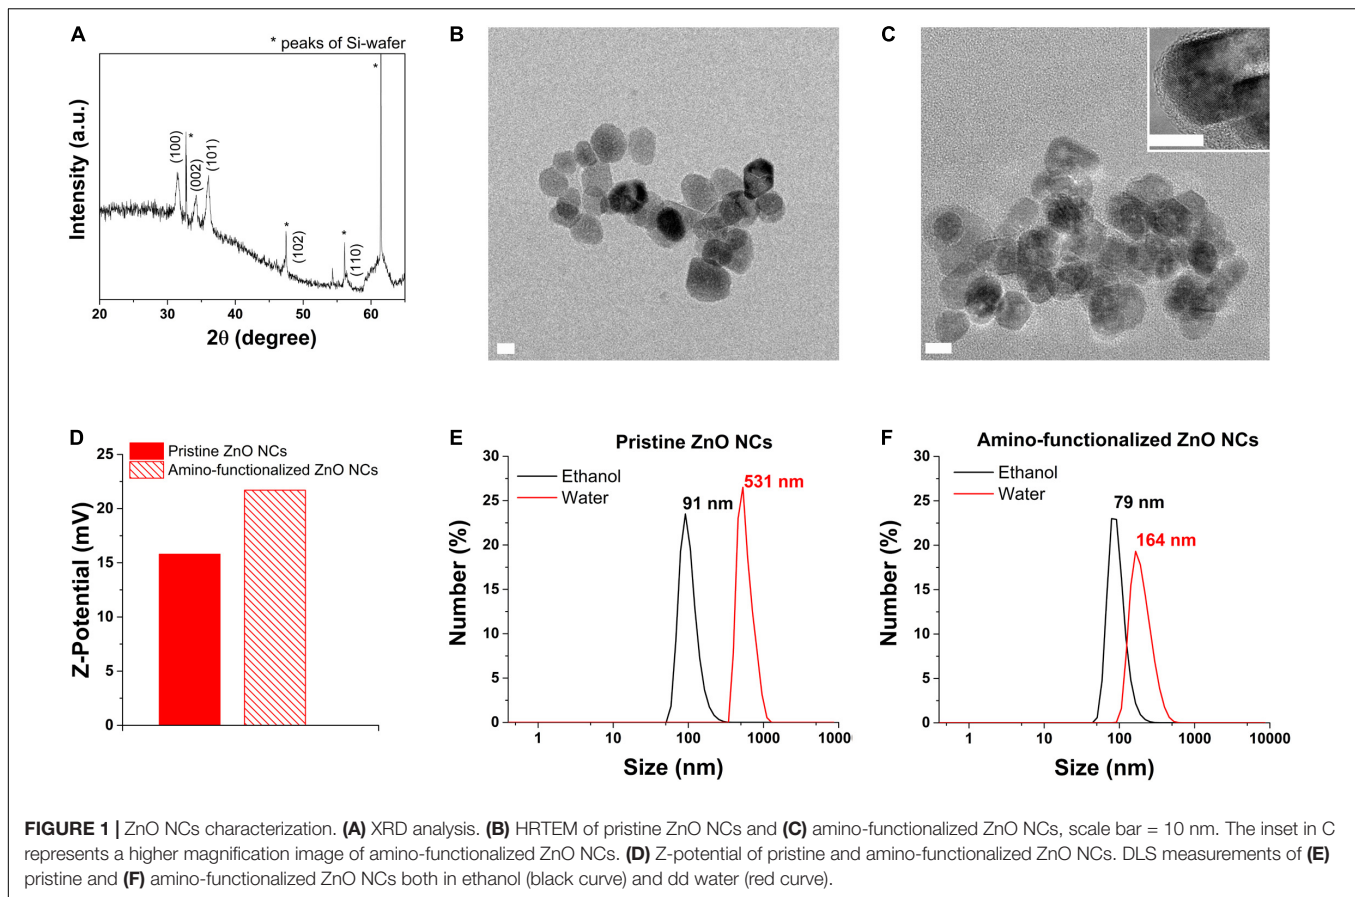 A
* peaks of Si-wafer
Intensity (a.u.)
(100)
*
(002)
(101)
*
(102)
*
(110)
*
20
30
40
50
60
2θ (degree)
B
C
D
Pristine ZnO NCs
Amino-functionalized ZnO NCs
Z-Potential (mV)
25
20
15
10
5
0
E
Pristine ZnO NCs
Ethanol
Water
91 nm
531 nm
Number (%)
30
25
20
15
10
5
0
1
10
100
1000
1000
Size (nm)
F
Amino-functionalized ZnO NCs
Ethanol
Water
79 nm
164 nm
Number (%)
30
25
20
15
10
5
0
1
10
100
1000
10000
Size (nm)
FIGURE 1 | ZnO NCs characterization. (A) XRD analysis. (B) HRTEM of pristine ZnO NCs and (C) amino-functionalized ZnO NCs, scale bar = 10 nm. The inset in C
represents a higher magnification image of amino-functionalized ZnO NCs. (D) Z-potential of pristine and amino-functionalized ZnO NCs. DLS measurements of (E)
pristine and (F) amino-functionalized ZnO NCs both in ethanol (black curve) and dd water (red curve).